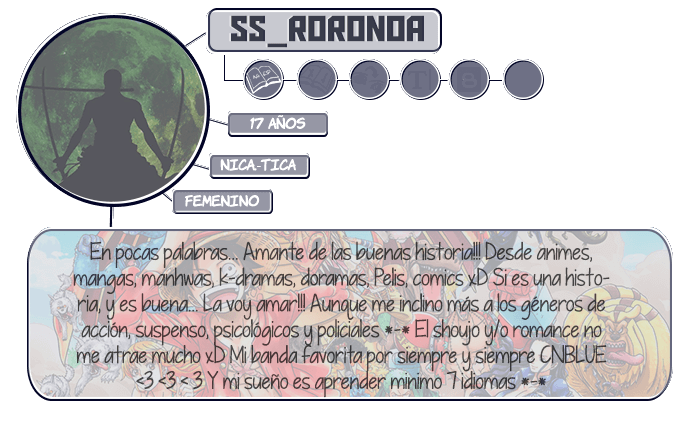 SS_RORONOA
17 AÑOS
NICA-TICA
FEMENINO
En pocas palabras... Amante de las buenas historia!!! Desde animes,
mangas, manhwas, k-dramas, doramas, Pelis, comics xD Si es una histo-
ria, y es buena... La voy amar!!! Aunque me inclino más a los géneros de
acción, suspenso, psicológicos y policiales *-* El shoujo y/o romance no
me atrae mucho xD Mi banda favorita por siempre y siempre CNBLUE
<3 <3 < 3 Y mi sueño es aprender minimo 7 idiomas *-*